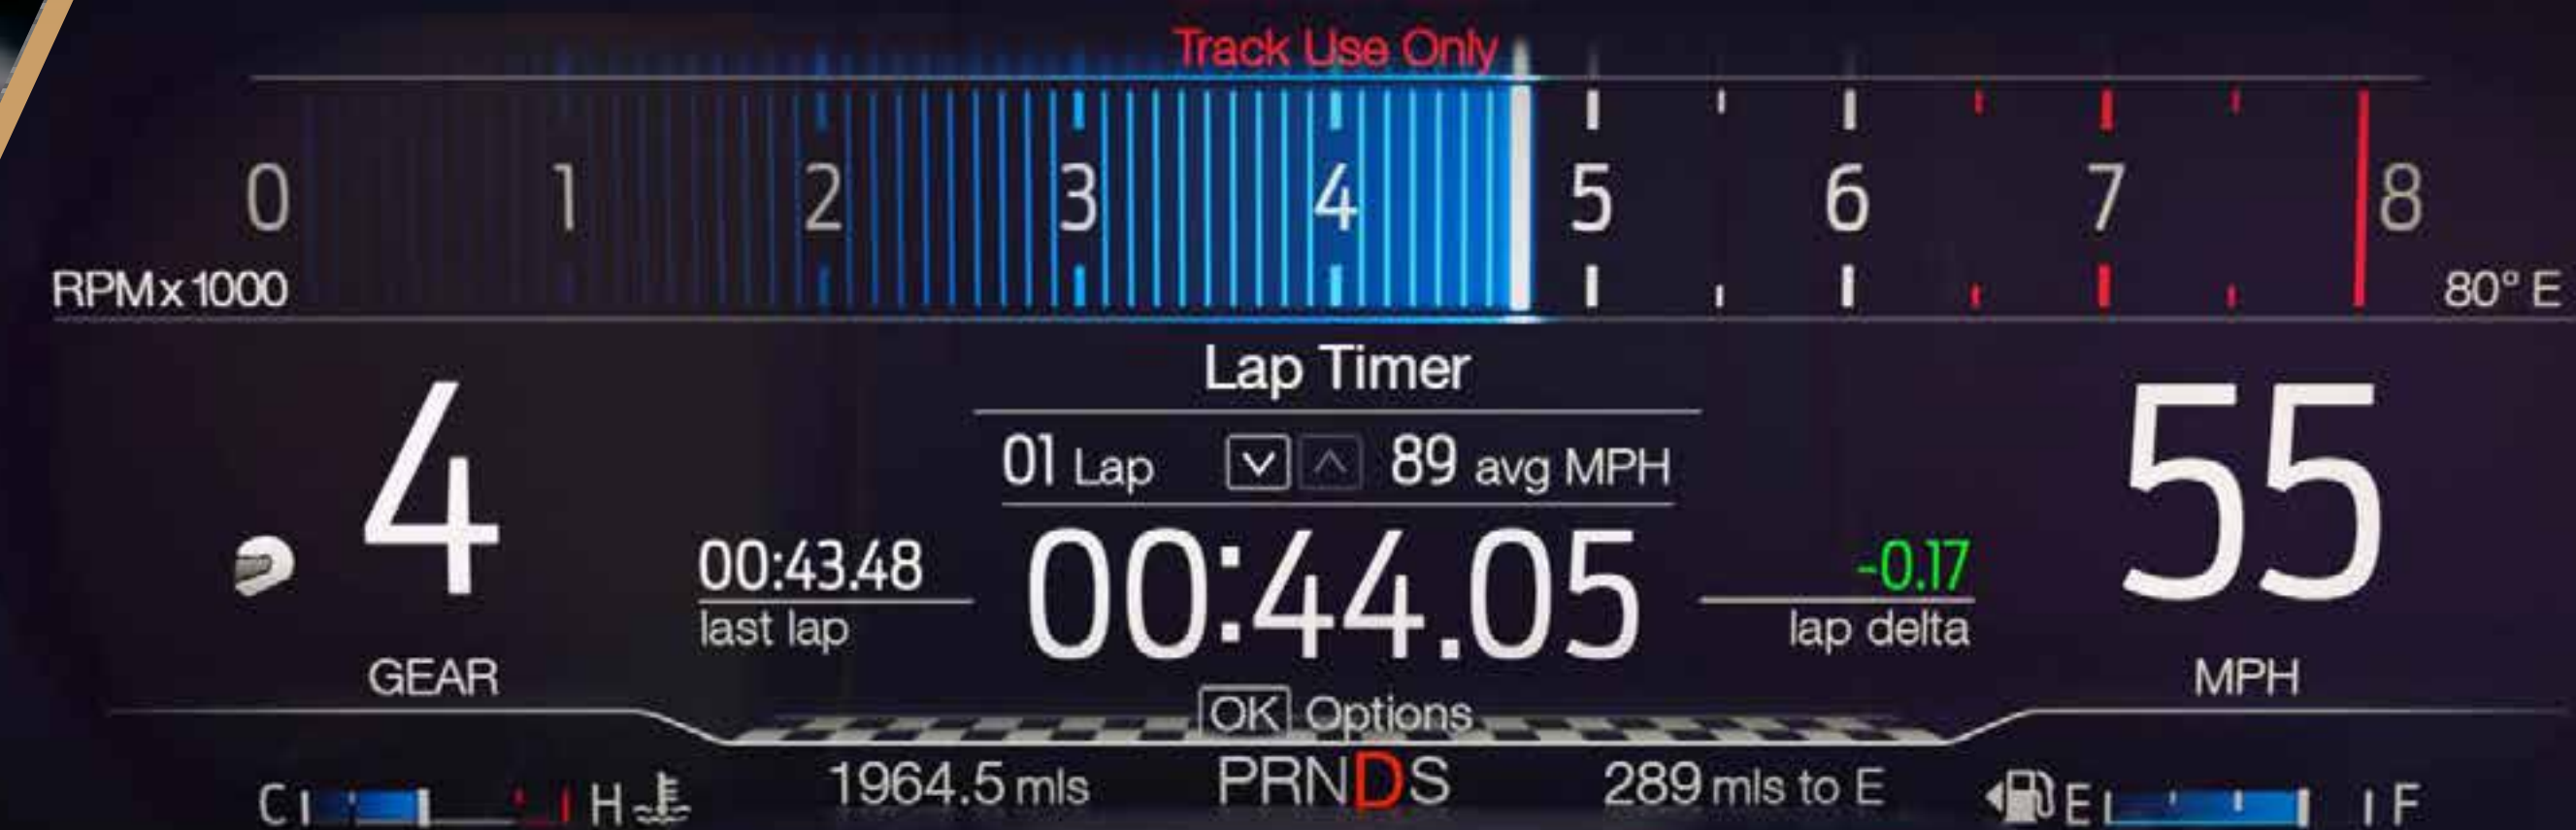 Track Use Only
0 1 2 3 4 5 6 7 8
RPMx1000
80° E
Lap Timer
01 Lap 89 avg MPH
4
55
00:43.48
00:44.05
-0.17
last lap
lap delta
GEAR
MPH
OK Options
C H
1964.5 mls
PRNDS
289 mls to E
E F